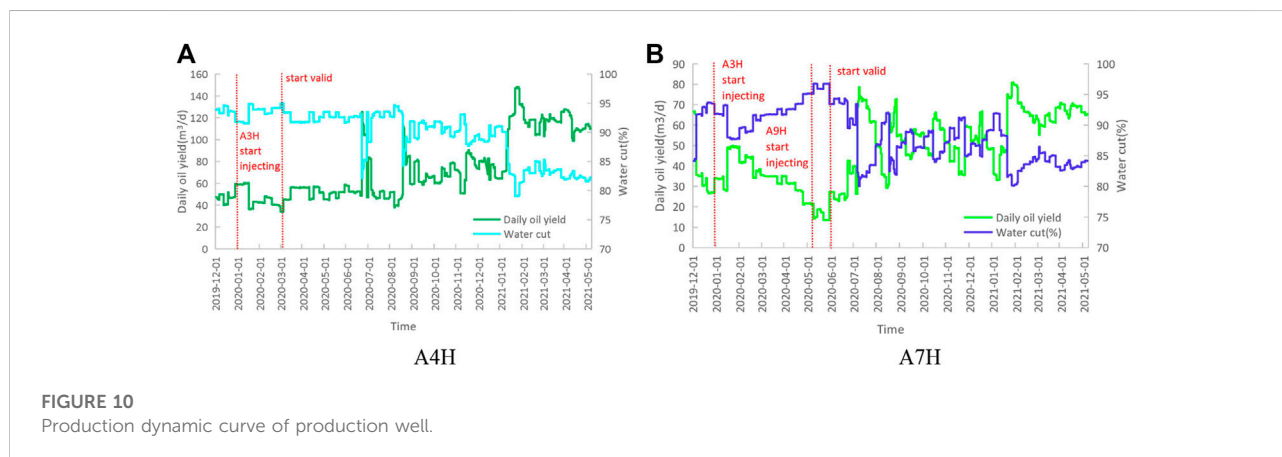 A
160
140
120
100
80
60
40
20
0
Daily oil yield(m³/d)
100
95
90
85
80
75
70
Water cut(%)
start valid
A3H
start
injecting
Daily oil yield
Water cut
2019-12-01
2020-01-01
2020-02-01
2020-03-01
2020-04-01
2020-05-01
2020-06-01
2020-07-01
2020-08-01
2020-09-01
2020-10-01
2020-11-01
2020-12-01
2021-01-01
2021-02-01
2021-03-01
2021-04-01
2021-05-01
Time
A4H
B
90
80
70
60
50
40
30
20
10
0
Daily oil yield(m3/d)
100
95
90
85
80
75
70
Water cut(%)
A3H
start
injecting
start valid
A9H
start
injecting
Daily oil yield
Water cut(%)
2019-12-01
2020-01-01
2020-02-01
2020-03-01
2020-04-01
2020-05-01
2020-06-01
2020-07-01
2020-08-01
2020-09-01
2020-10-01
2020-11-01
2020-12-01
2021-01-01
2021-02-01
2021-03-01
2021-04-01
2021-05-01
Time
A7H
FIGURE 10
Production dynamic curve of production well.